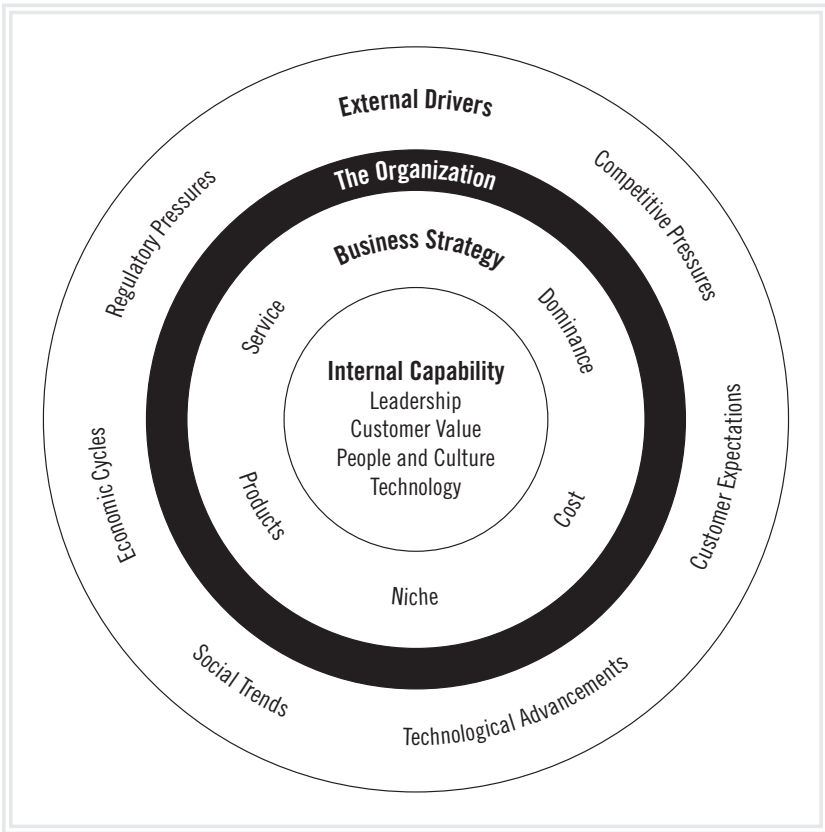 External Drivers
Competitive Pressures
Customer Expectations
Technological Advancements
Social Trends
Economic Cycles
Regulatory Pressures
The Organization
Business Strategy
Dominance
Cost
Niche
Products
Service
Internal Capability
Leadership
Customer Value
People and Culture
Technology